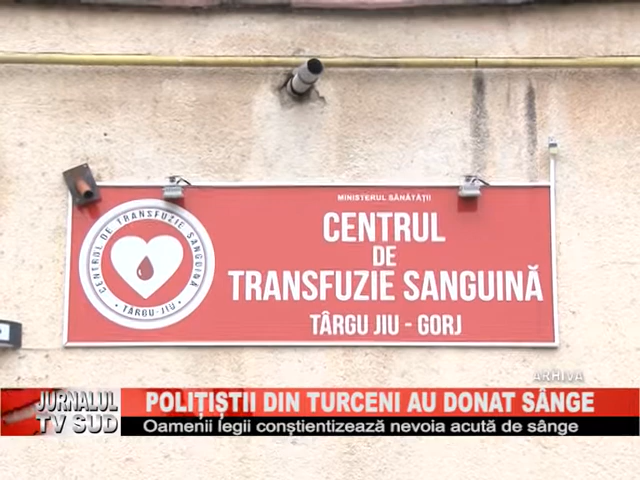 MINISTERUL SĂNĂTĂȚII
CENTRUL
DE
TRANSFUZIE SANGUINĂ
TÂRGU JIU - GORJ
CENTRUL DE TRANSFUZIE SANGUINĂ
• TÂRGU-JIU •
ARHIVA
JURNALUL
TV SUD
POLIȚIȘTII DIN TURCENI AU DONAT SÂNGE
Oamenii legii conștientizează nevoia acută de sânge